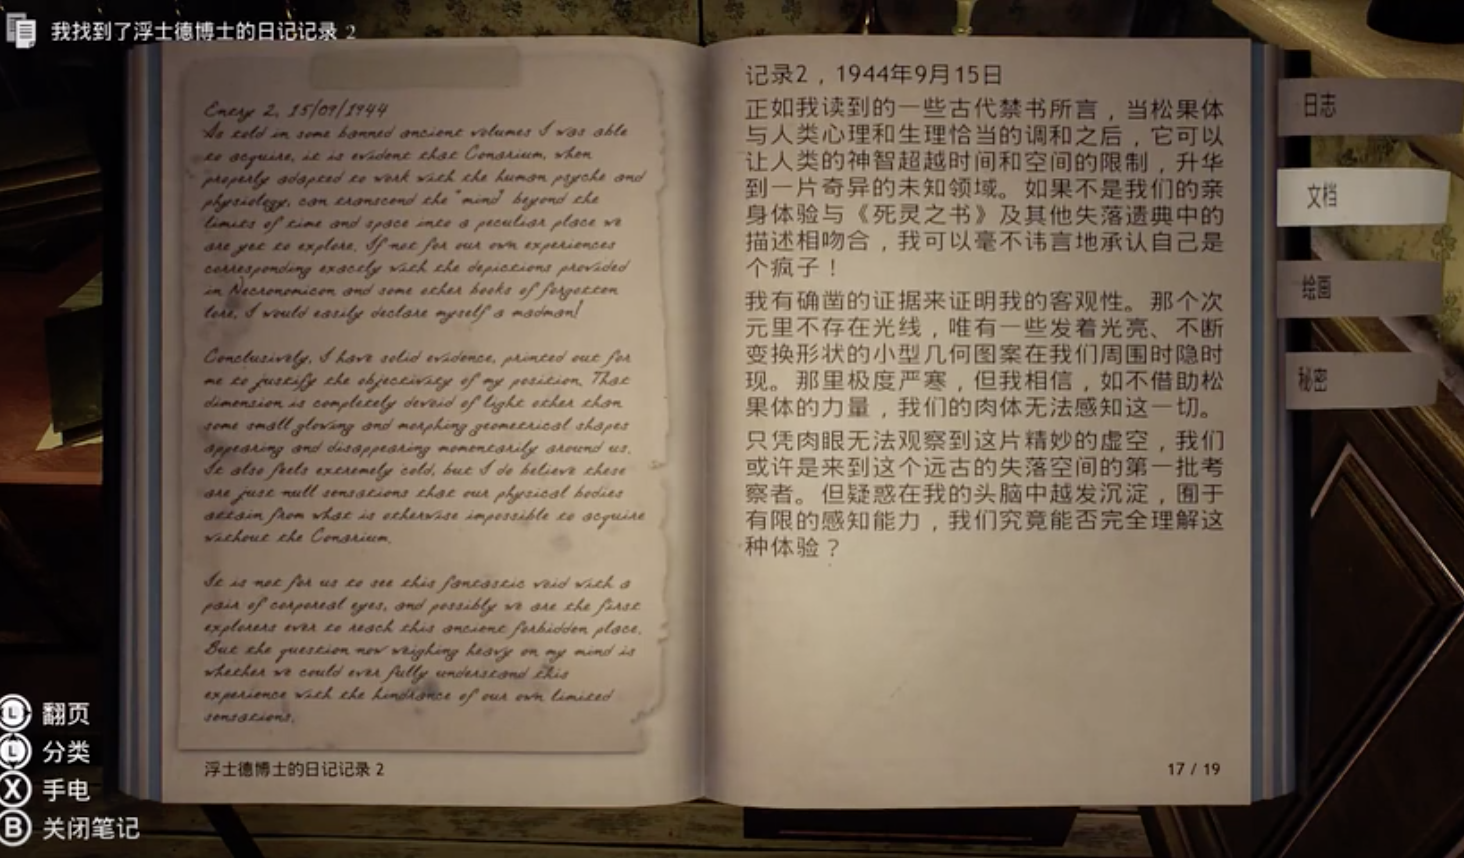 我找到了浮士德博士的日记记录 2
Entry 2, 15/09/1944
As told in some banned ancient volumes I was able
to acquire, it is evident that Conarium, when
properly adapted to work with the human psyche and
physiology, can transcend the "mind" beyond the
limits of time and space into a peculiar place we
are yet to explore. If not for our own experiences
corresponding exactly with the depictions provided
in Necronomicon and some other books of forgotten
lore, I would easily declare myself a madman!
Conclusively, I have solid evidence, printed out for
me to justify the objectivity of my position. That
dimension is completely devoid of light other than
some small glowing and morphing geometrical shapes
appearing and disappearing momentarily around us.
It also feels extremely cold, but I do believe these
are just null sensations that our physical bodies
attain from what is otherwise impossible to acquire
without the Conarium.
It is not for us to see this fantastic void with a
pair of corporeal eyes, and possibly we are the first
explorers ever to reach this ancient forbidden place.
But the question now weighing heavy on my mind is
whether we could ever fully understand this
experience with the hindrance of our own limited
sensations.
浮士德博士的日记记录 2
记录2，1944年9月15日
正如我读到的一些古代禁书所言，当松果体
与人类心理和生理恰当的调和之后，它可以
让人类的神智超越时间和空间的限制，升华
到一片奇异的未知领域。如果不是我们的亲
身体验与《死灵之书》及其他失落遗典中的
描述相吻合，我可以毫不讳言地承认自己是
个疯子！
我有确凿的证据来证明我的客观性。那个次
元里不存在光线，唯有一些发着光亮、不断
变换形状的小型几何图案在我们周围时隐时
现。那里极度严寒，但我相信，如不借助松
果体的力量，我们的肉体无法感知这一切。
只凭肉眼无法观察到这片精妙的虚空，我们
或许是来到这个远古的失落空间的第一批考
察者。但疑惑在我的头脑中越发沉淀，囿于
有限的感知能力，我们究竟能否完全理解这
种体验？
17 / 19
日志
文档
绘画
秘密
L 翻页
L 分类
X 手电
B 关闭笔记